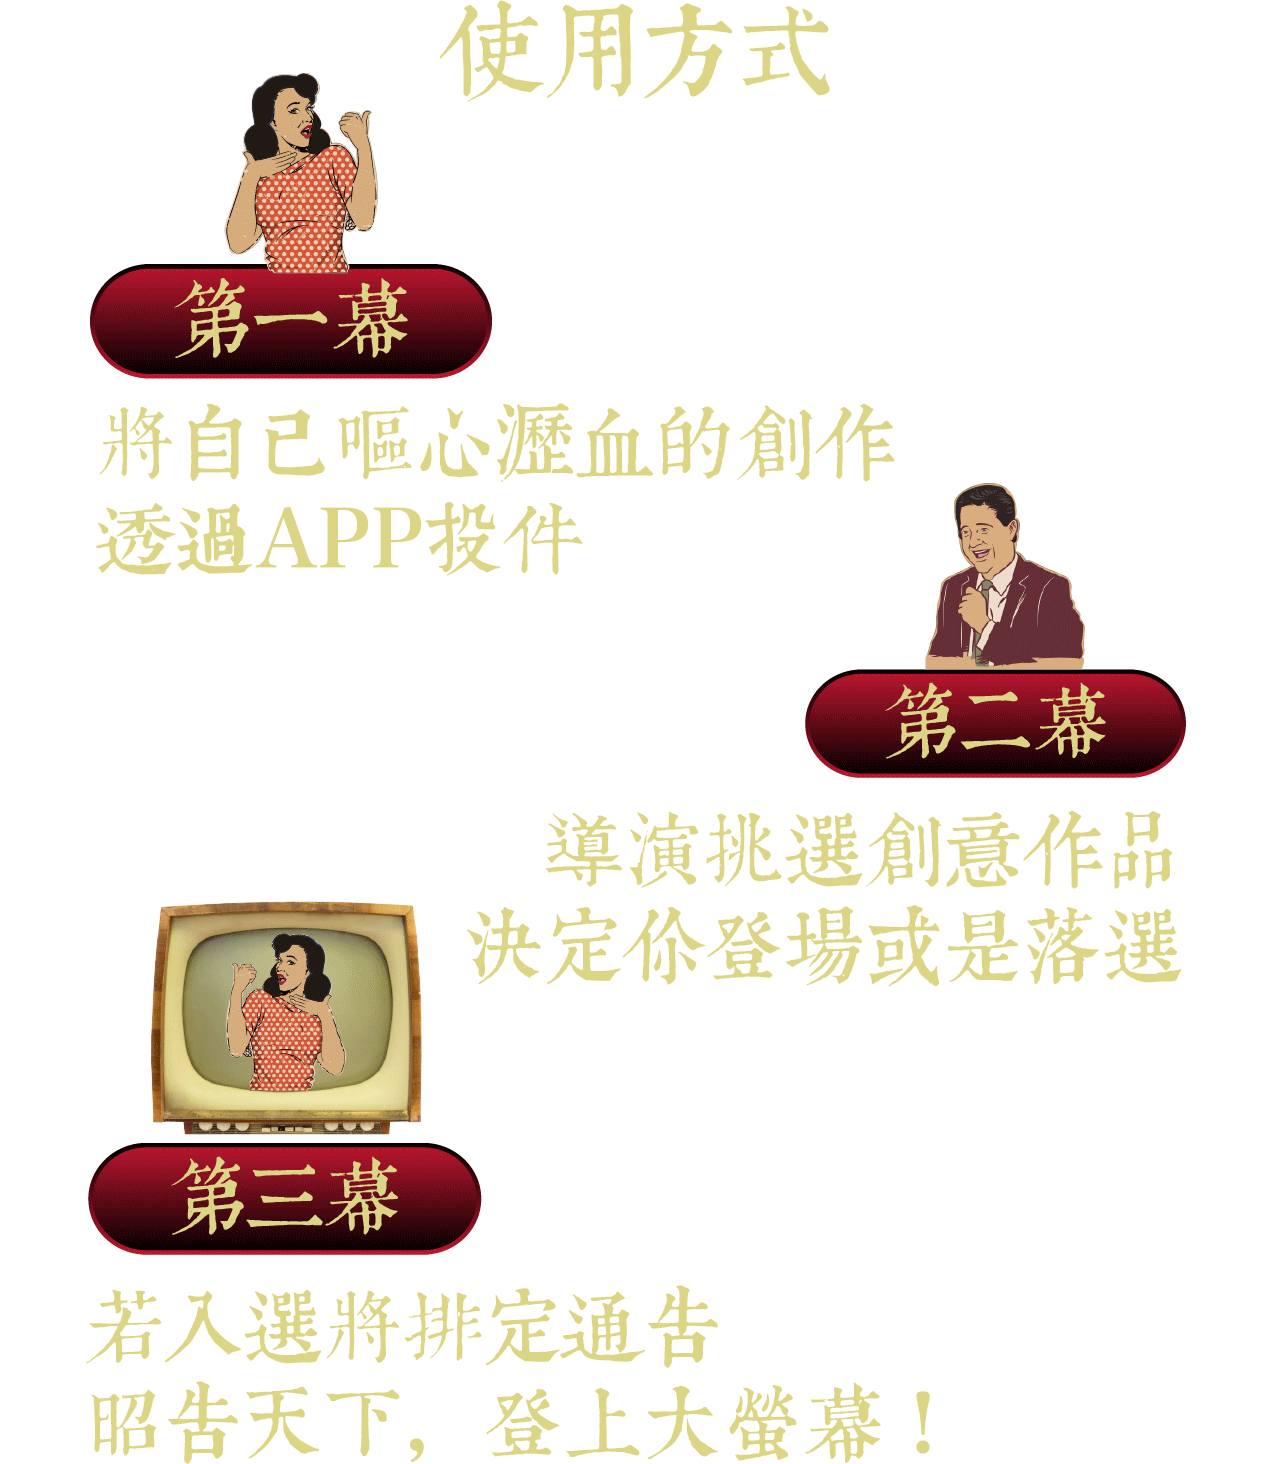 使用方式
第一幕
將自己嘔心瀝血的創作
透過APP投件
第二幕
導演挑選創意作品
決定你登場或是落選
第三幕
若入選將排定通告
昭告天下，登上大螢幕！